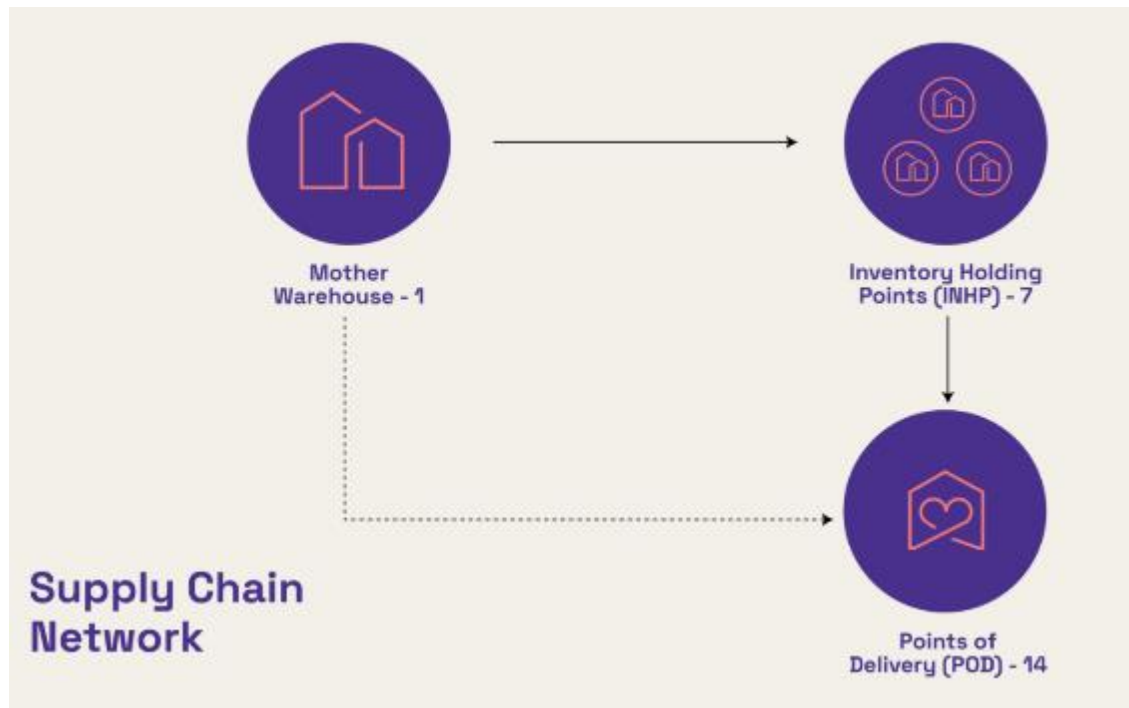 Mother
Warehouse - 1
Inventory Holding
Points (INHP) - 7
Supply Chain
Network
Points of
Delivery (POD) - 14